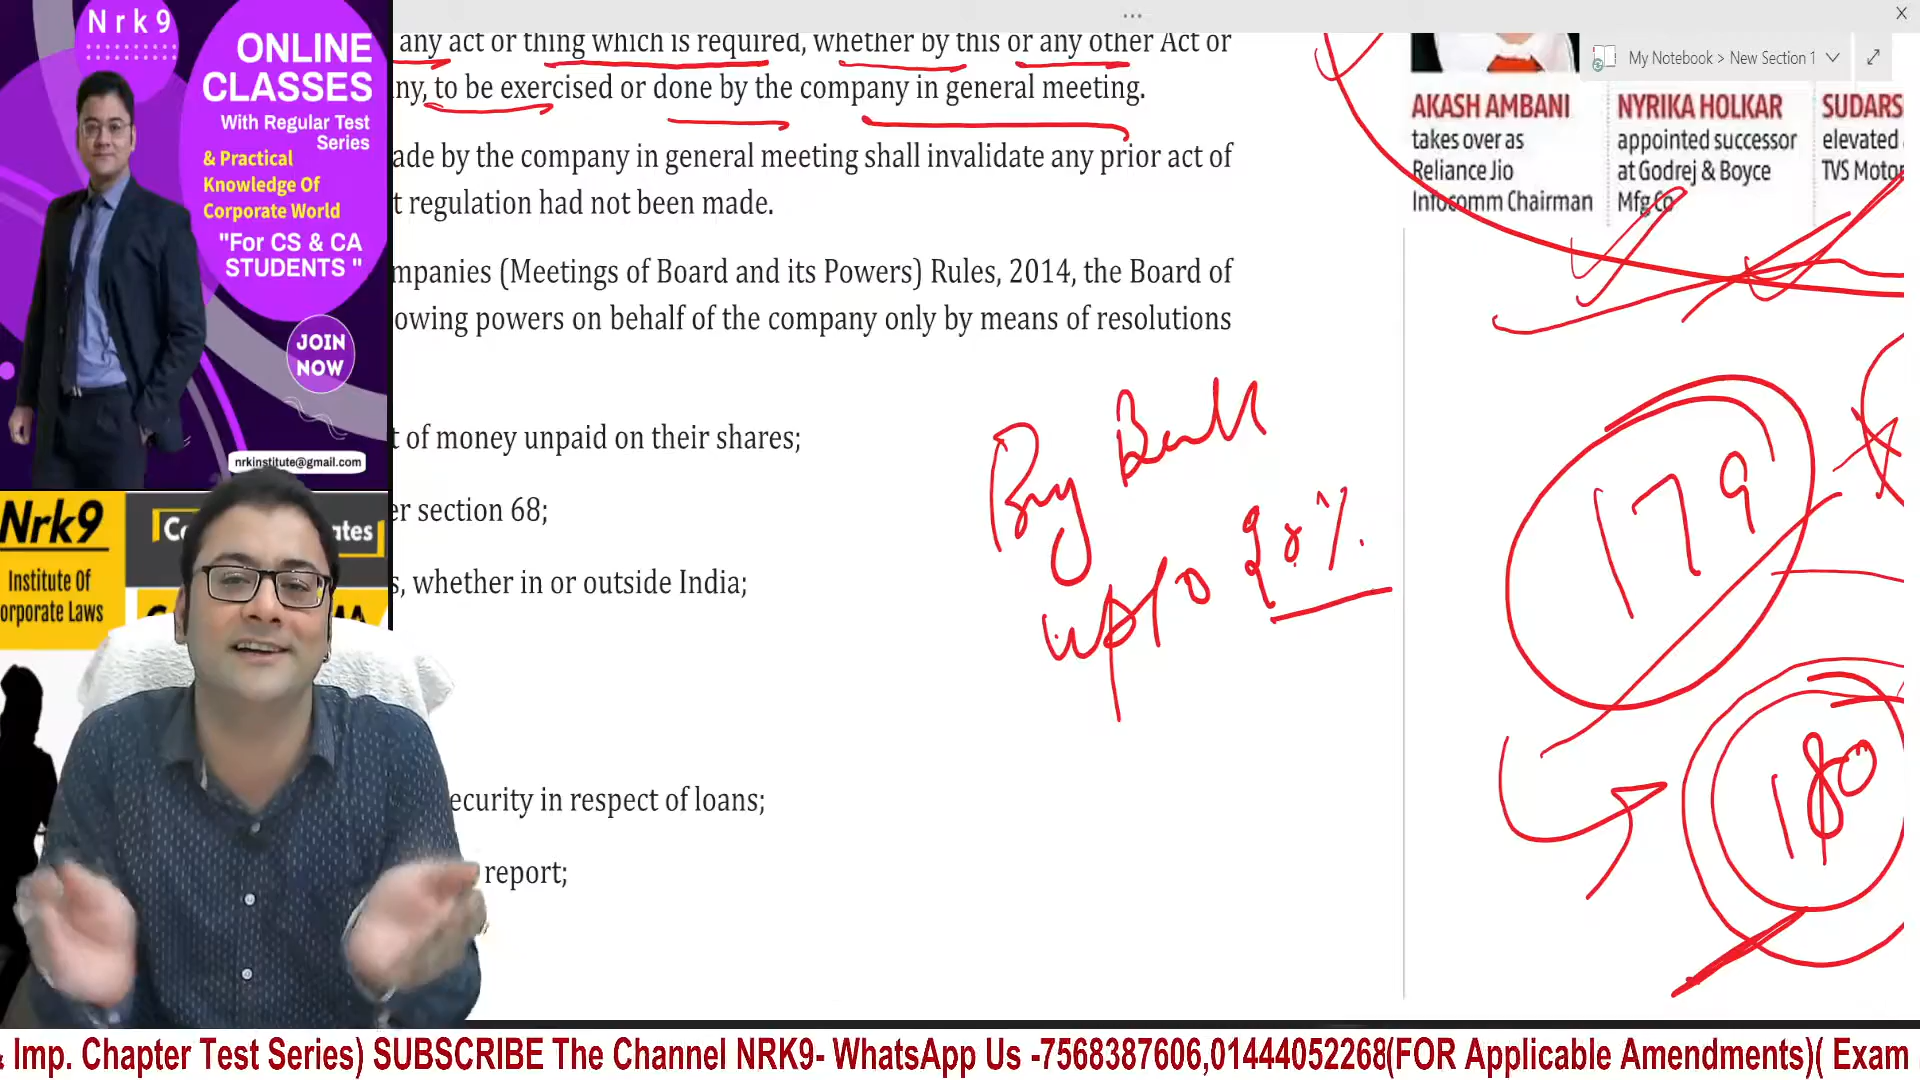 Nrk9
ONLINE
CLASSES
With Regular Test
Series
& Practical
Knowledge Of
Corporate World
"For CS & CA
STUDENTS "
JOIN
NOW
nrkinstitute@gmail.com
Nrk9
Institute Of
orporate Laws
ates
any act or thing which is required, whether by this or any other Act or
ny, to be exercised or done by the company in general meeting.
ade by the company in general meeting shall invalidate any prior act of
t regulation had not been made.
mpanies (Meetings of Board and its Powers) Rules, 2014, the Board of
owing powers on behalf of the company only by means of resolutions
t of money unpaid on their shares;
er section 68;
s, whether in or outside India;
ecurity in respect of loans;
report;
Buy Back
upto
179
180
...
My Notebook > New Section 1
AKASH AMBANI
takes over as
Reliance Jio
Infocomm Chairman
NYRIKA HOLKAR
appointed successor
at Godrej & Boyce
Mfg Co
SUDARS
elevated
TVS Motor
& Imp. Chapter Test Series) SUBSCRIBE The Channel NRK9- WhatsApp Us -7568387606,01444052268(FOR Applicable Amendments)( Exam